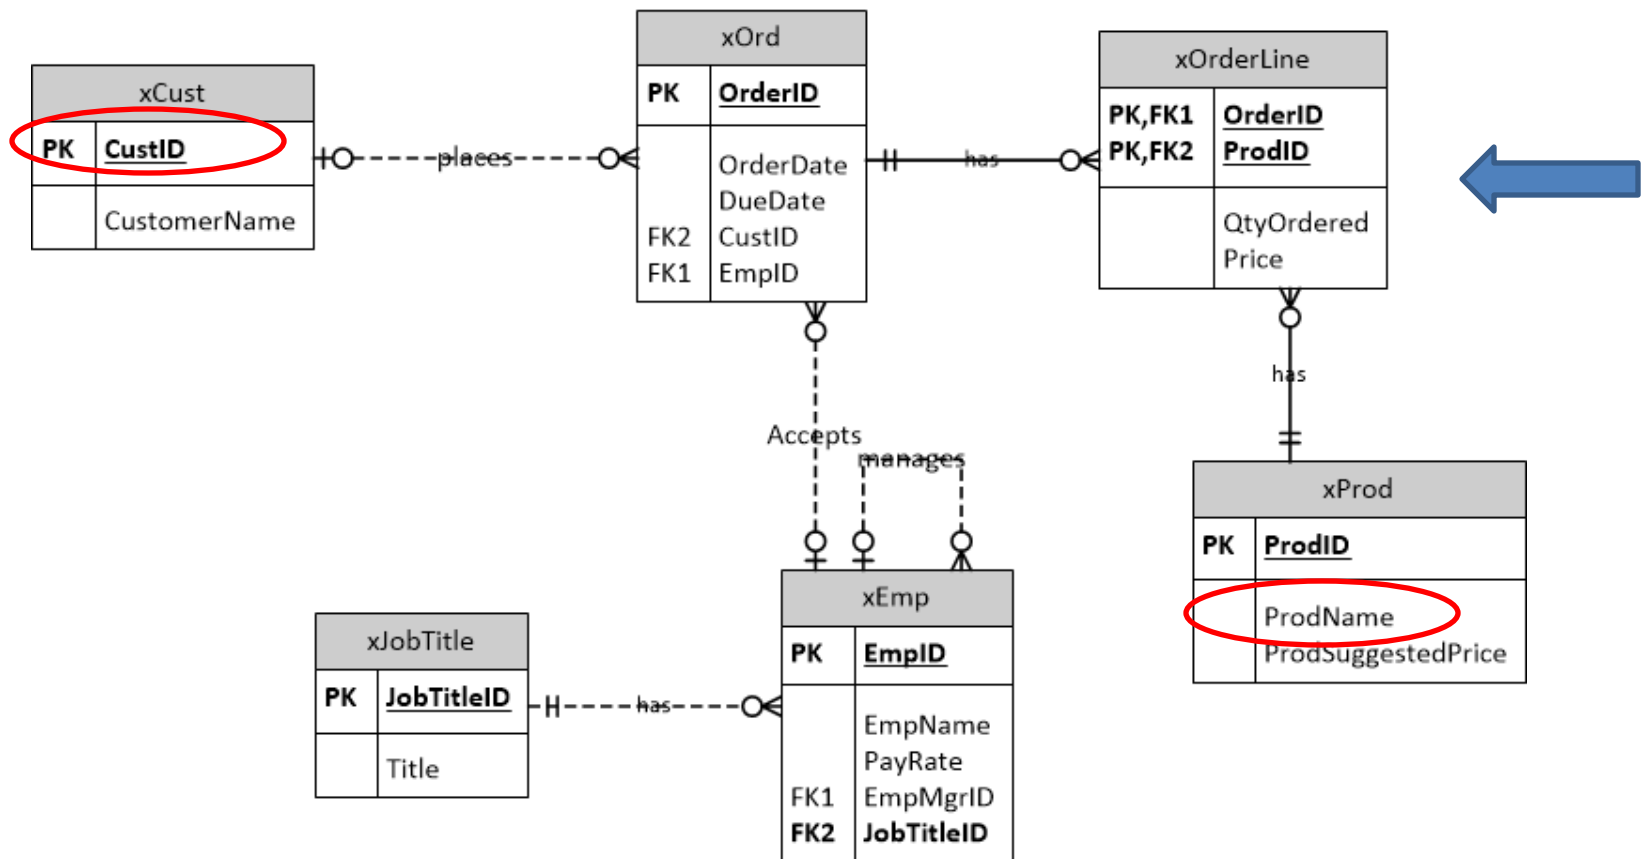 xCust
PK CustID
CustomerName
places
xOrd
PK OrderID
OrderDate
DueDate
FK2 CustID
FK1 EmpID
has
xOrderLine
PK,FK1 OrderID
PK,FK2 ProdID
QtyOrdered
Price
has
Accepts
manages
xProd
PK ProdID
ProdName
ProdSuggestedPrice
xJobTitle
PK JobTitleID
Title
has
xEmp
PK EmpID
EmpName
PayRate
FK1 EmpMgrID
FK2 JobTitleID